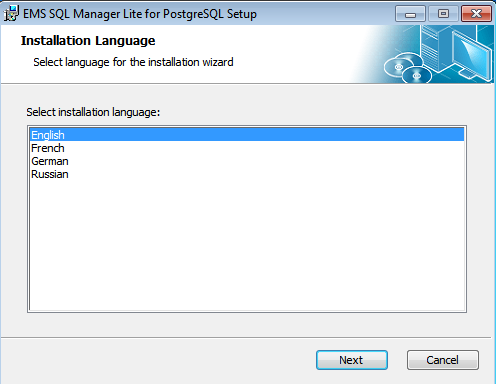 EMS SQL Manager Lite for PostgreSQL Setup
Installation Language
Select language for the installation wizard
Select installation language:
English
French
German
Russian
Next
Cancel